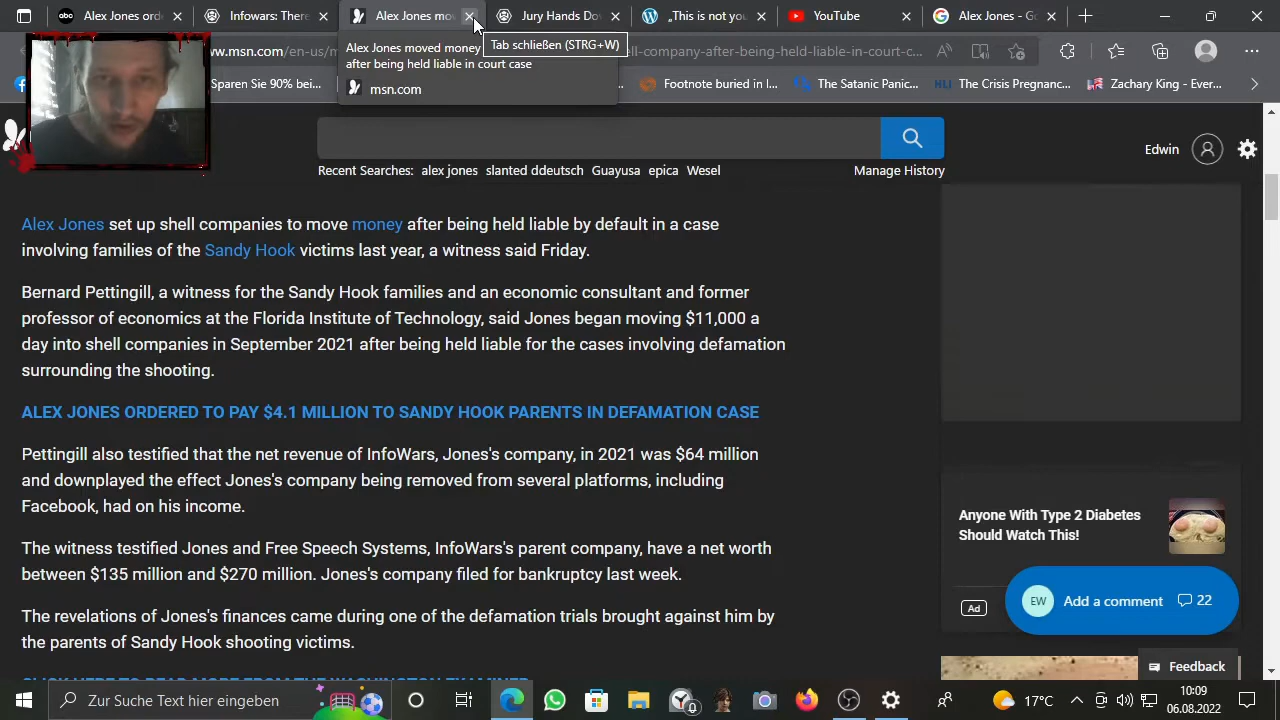 Alex Jones ord
Infowars: There
Alex Jones mo
Jury Hands Do
„This is not you
YouTube
Alex Jones - G
Tab schließen (STRG+W)
Alex Jones moved money
after being held liable in court case
msn.com
w.msn.com/en-us/m
ell-company-after-being-held-liable-in-court-c...
Sparen Sie 90% bei...
Footnote buried in l...
The Satanic Panic...
HLI
The Crisis Pregnanc...
Zachary King - Ewy...
Recent Searches: alex jones slanted ddeutsch Guayusa epica Wesel
Manage History
Edwin
Alex Jones set up shell companies to move money after being held liable by default in a case
involving families of the Sandy Hook victims last year, a witness said Friday.
Bernard Pettingill, a witness for the Sandy Hook families and an economic consultant and former
professor of economics at the Florida Institute of Technology, said Jones began moving $11,000 a
day into shell companies in September 2021 after being held liable for the cases involving defamation
surrounding the shooting.
ALEX JONES ORDERED TO PAY $4.1 MILLION TO SANDY HOOK PARENTS IN DEFAMATION CASE
Pettingill also testified that the net revenue of InfoWars, Jones's company, in 2021 was $64 million
and downplayed the effect Jones's company being removed from several platforms, including
Facebook, had on his income.
The witness testified Jones and Free Speech Systems, InfoWars's parent company, have a net worth
between $135 million and $270 million. Jones's company filed for bankruptcy last week.
The revelations of Jones's finances came during one of the defamation trials brought against him by
the parents of Sandy Hook shooting victims.
CLICK HERE TO READ MORE FROM THE WASHINGTON EXAMINER
Anyone With Type 2 Diabetes
Should Watch This!
Ad
EW
Add a comment
22
Feedback
Zur Suche Text hier eingeben
0
17°C
10:09
06.08.2022